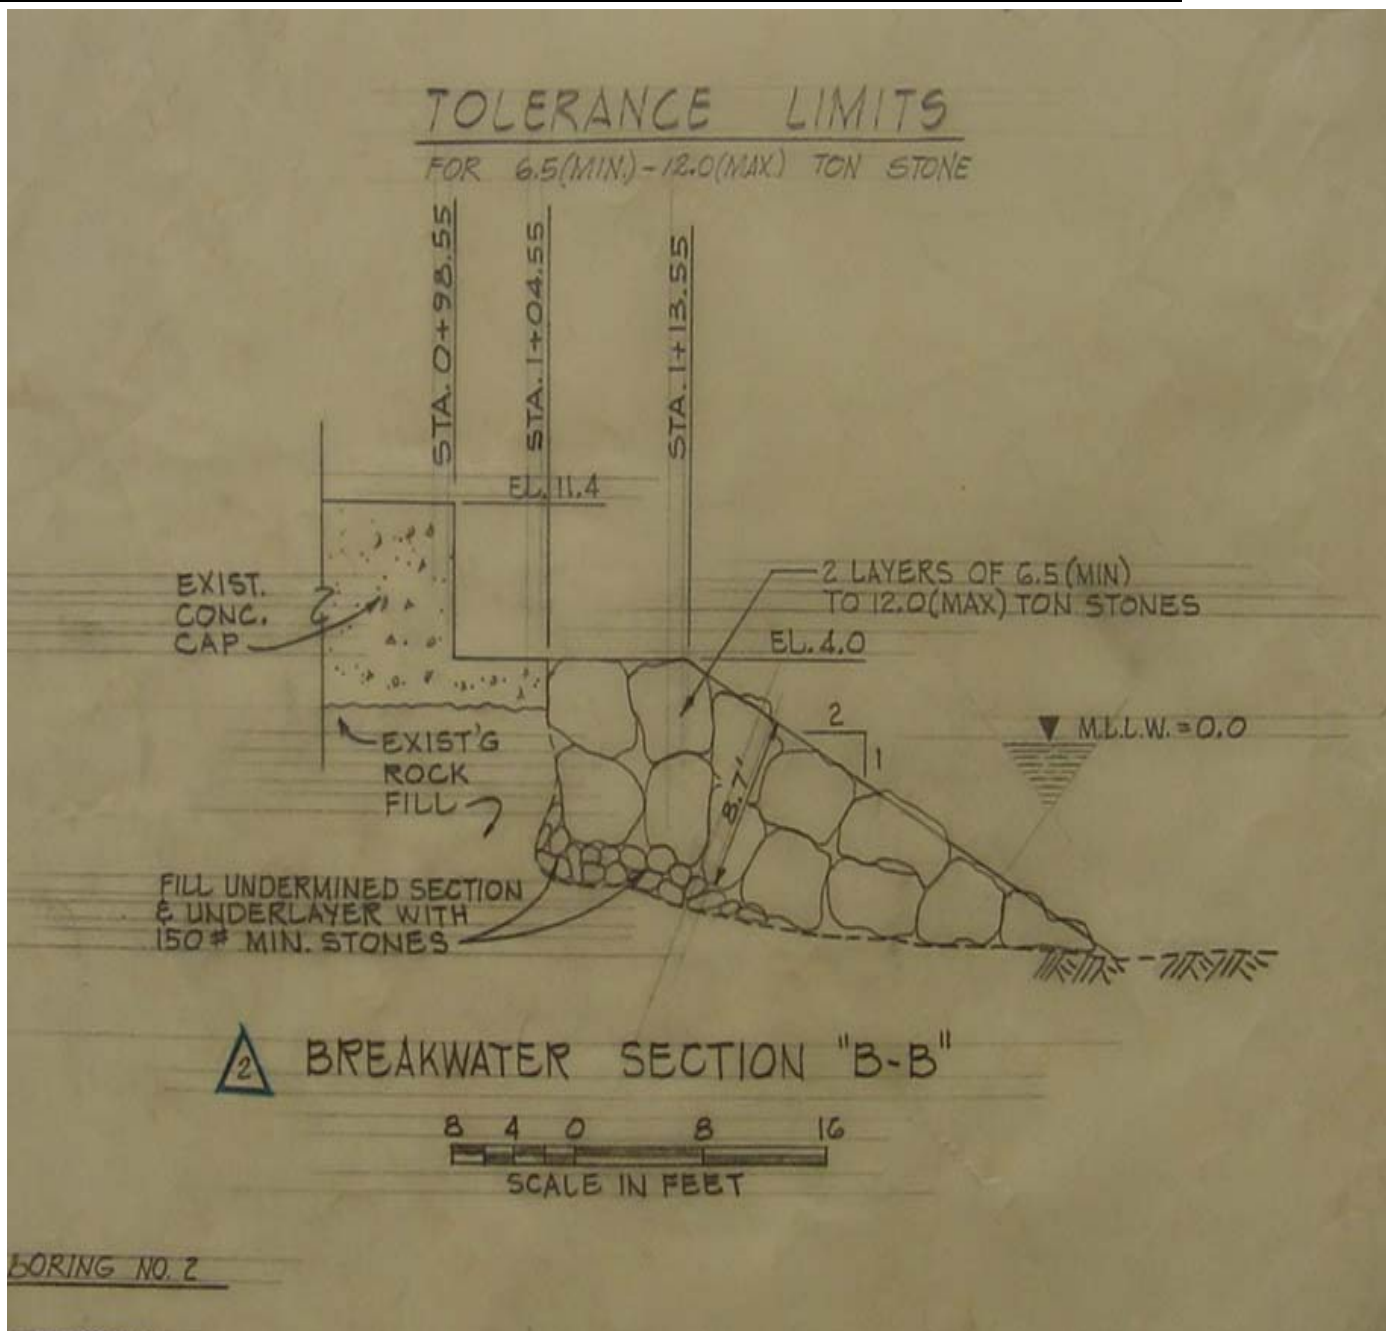 TOLERANCE LIMITS
FOR 6.5(MIN.)-12.0(MAX) TON STONE
STA. 0+98.55
STA. 1+04.55
STA. 1+13.55
EL. 11.4
EXIST.
CONC.
CAP
2 LAYERS OF 6.5(MIN)
TO 12.0(MAX) TON STONES
EL. 4.0
2
1
M.L.L.W. = 0.0
EXIST'G
ROCK
FILL
8.7'
FILL UNDERMINED SECTION
& UNDERLAYER WITH
150# MIN. STONES
2
BREAKWATER SECTION "B-B"
8 4 0 8 16
SCALE IN FEET
BORING NO. 2